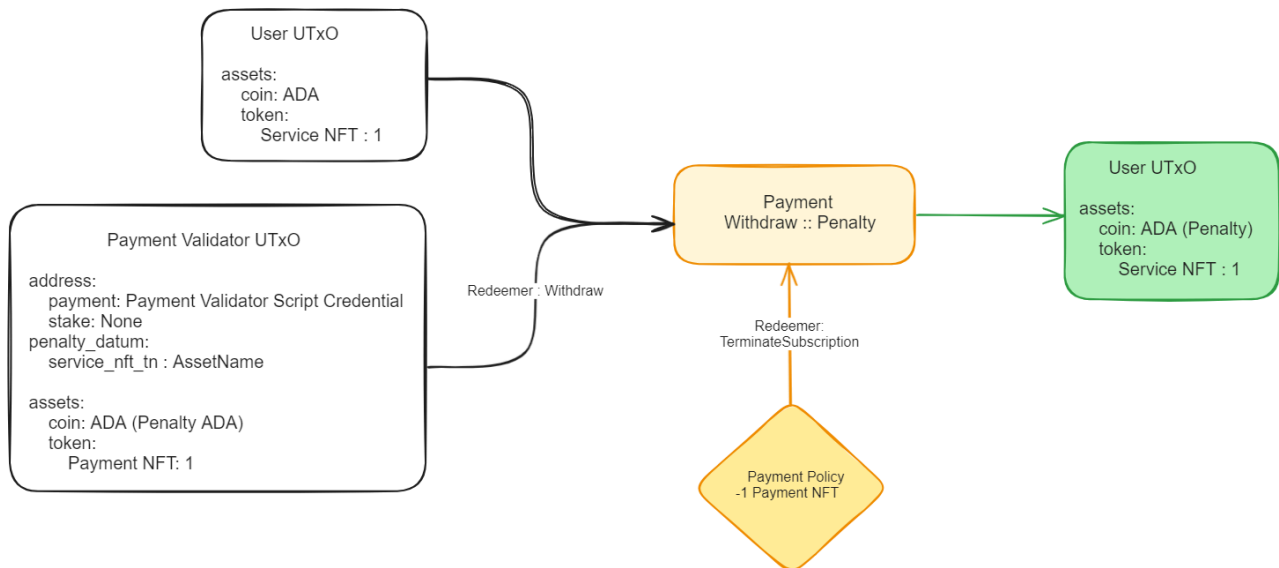 User UTxO
assets:
coin: ADA
token:
Service NFT : 1
Payment Validator UTxO
address:
payment: Payment Validator Script Credential
stake: None
penalty_datum:
service_nft_tn : AssetName
assets:
coin: ADA (Penalty ADA)
token:
Payment NFT: 1
Redeemer : Withdraw
Payment
Withdraw :: Penalty
Redeemer:
TerminateSubscription
Payment Policy
-1 Payment NFT
User UTxO
assets:
coin: ADA (Penalty)
token:
Service NFT : 1